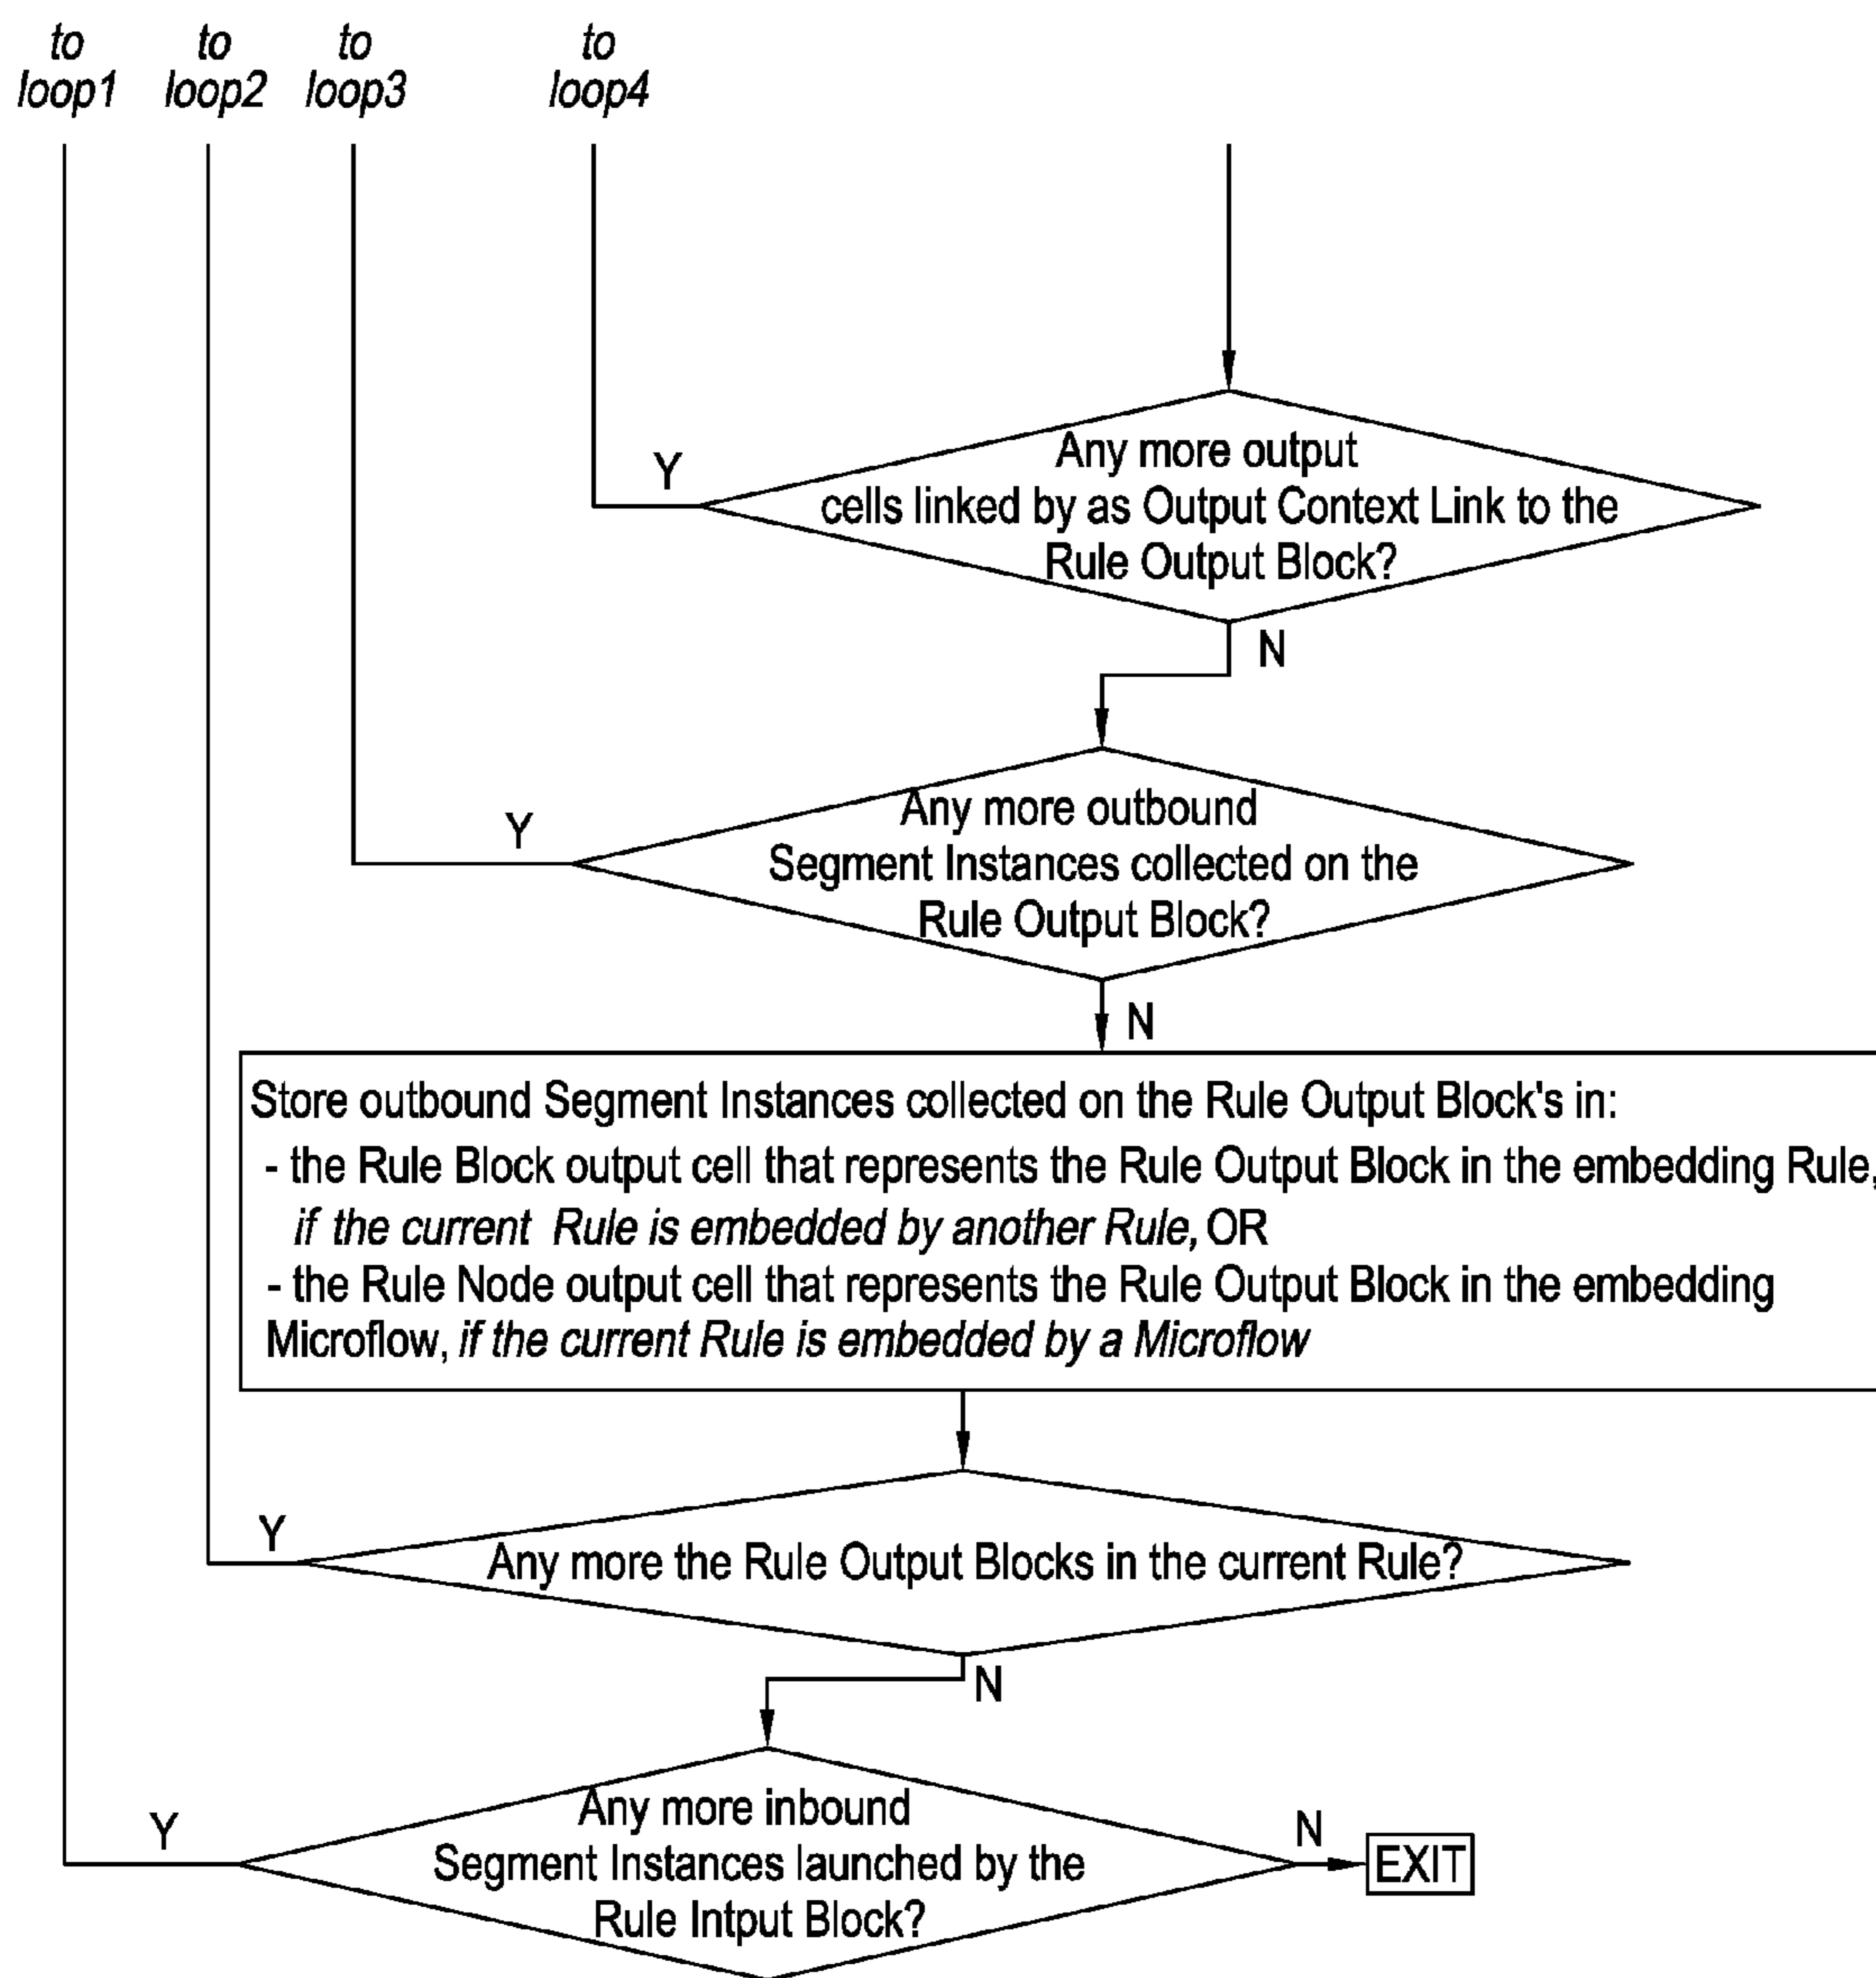 to
loop1
to
loop2
to
loop3
to
loop4
Any more output
cells linked by as Output Context Link to the
Rule Output Block?
Y
N
Any more outbound
Segment Instances collected on the
Rule Output Block?
Y
N
Store outbound Segment Instances collected on the Rule Output Block's in:
- the Rule Block output cell that represents the Rule Output Block in the embedding Rule,
if the current Rule is embedded by another Rule, OR
- the Rule Node output cell that represents the Rule Output Block in the embedding
Microflow, if the current Rule is embedded by a Microflow
Y
Any more the Rule Output Blocks in the current Rule?
N
Y
Any more inbound
Segment Instances launched by the
Rule Intput Block?
N
EXIT